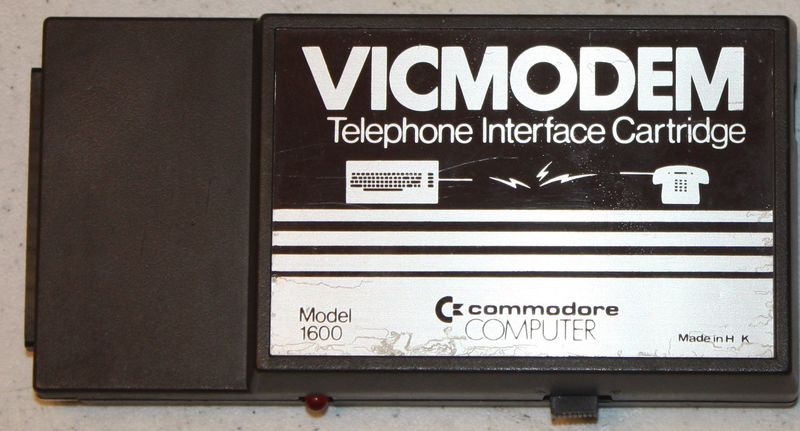 VICMODEM
Telephone Interface Cartridge
Model
1600
commodore
COMPUTER
Made in H K